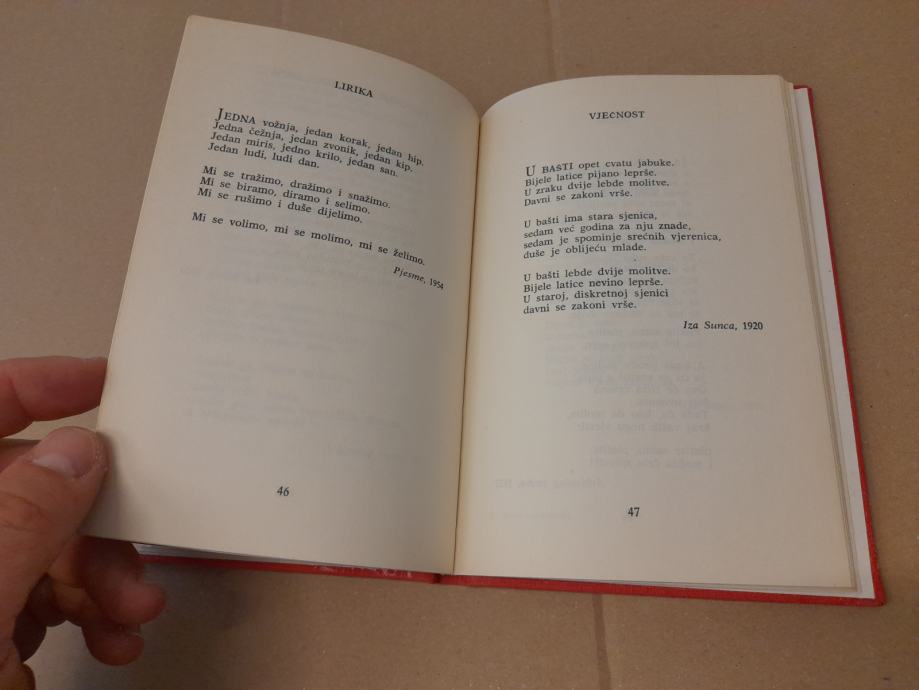 LIRIKA
JEDNA vožnja, jedan korak, jedan hip.
Jedna čežnja, jedan zvonik, jedan kip.
Jedan miris, jedno krilo, jedan san.
Jedan ludi, ludi dan.
Mi se tražimo, dražimo i snažimo.
Mi se biramo, diramo i selimo.
Mi se rušimo i duše dijelimo.
Mi se volimo, mi se molimo, mi se želimo.
Pjesme, 1954
46
VJEČNOST
U BAŠTI opet cvatu jabuke.
Bijele latice pijano leprše.
U zraku dvije lebde molitve.
Davni se zakoni vrše.
U bašti ima stara sjenica,
sedam već godina za nju znade,
sedam je spominje srećnih vjerenica,
duše je oblijeću mlade.
U bašti lebde dvije molitve.
Bijele latice nevino leprše.
U staroj, diskretnoj sjenici
davni se zakoni vrše.
Iza Sunca, 1920
47